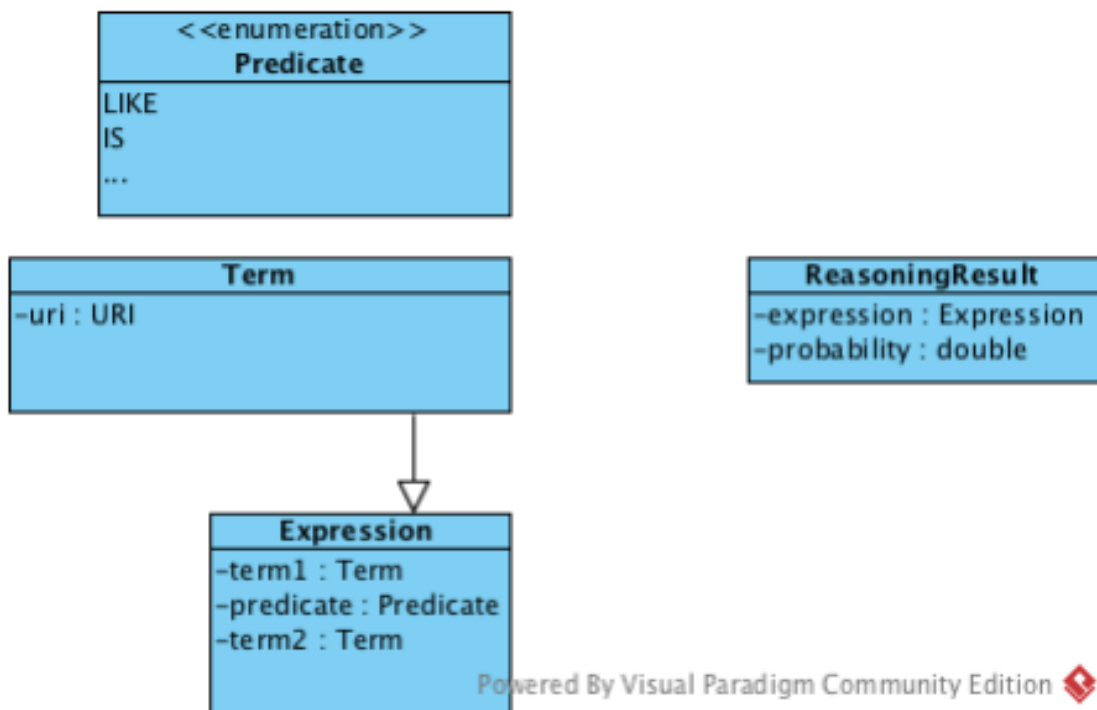 <<enumeration>>
Predicate
LIKE
IS
...
Term
-uri : URI
ReasoningResult
-expression : Expression
-probability : double
Expression
-term1 : Term
-predicate : Predicate
-term2 : Term
Powered By Visual Paradigm Community Edition